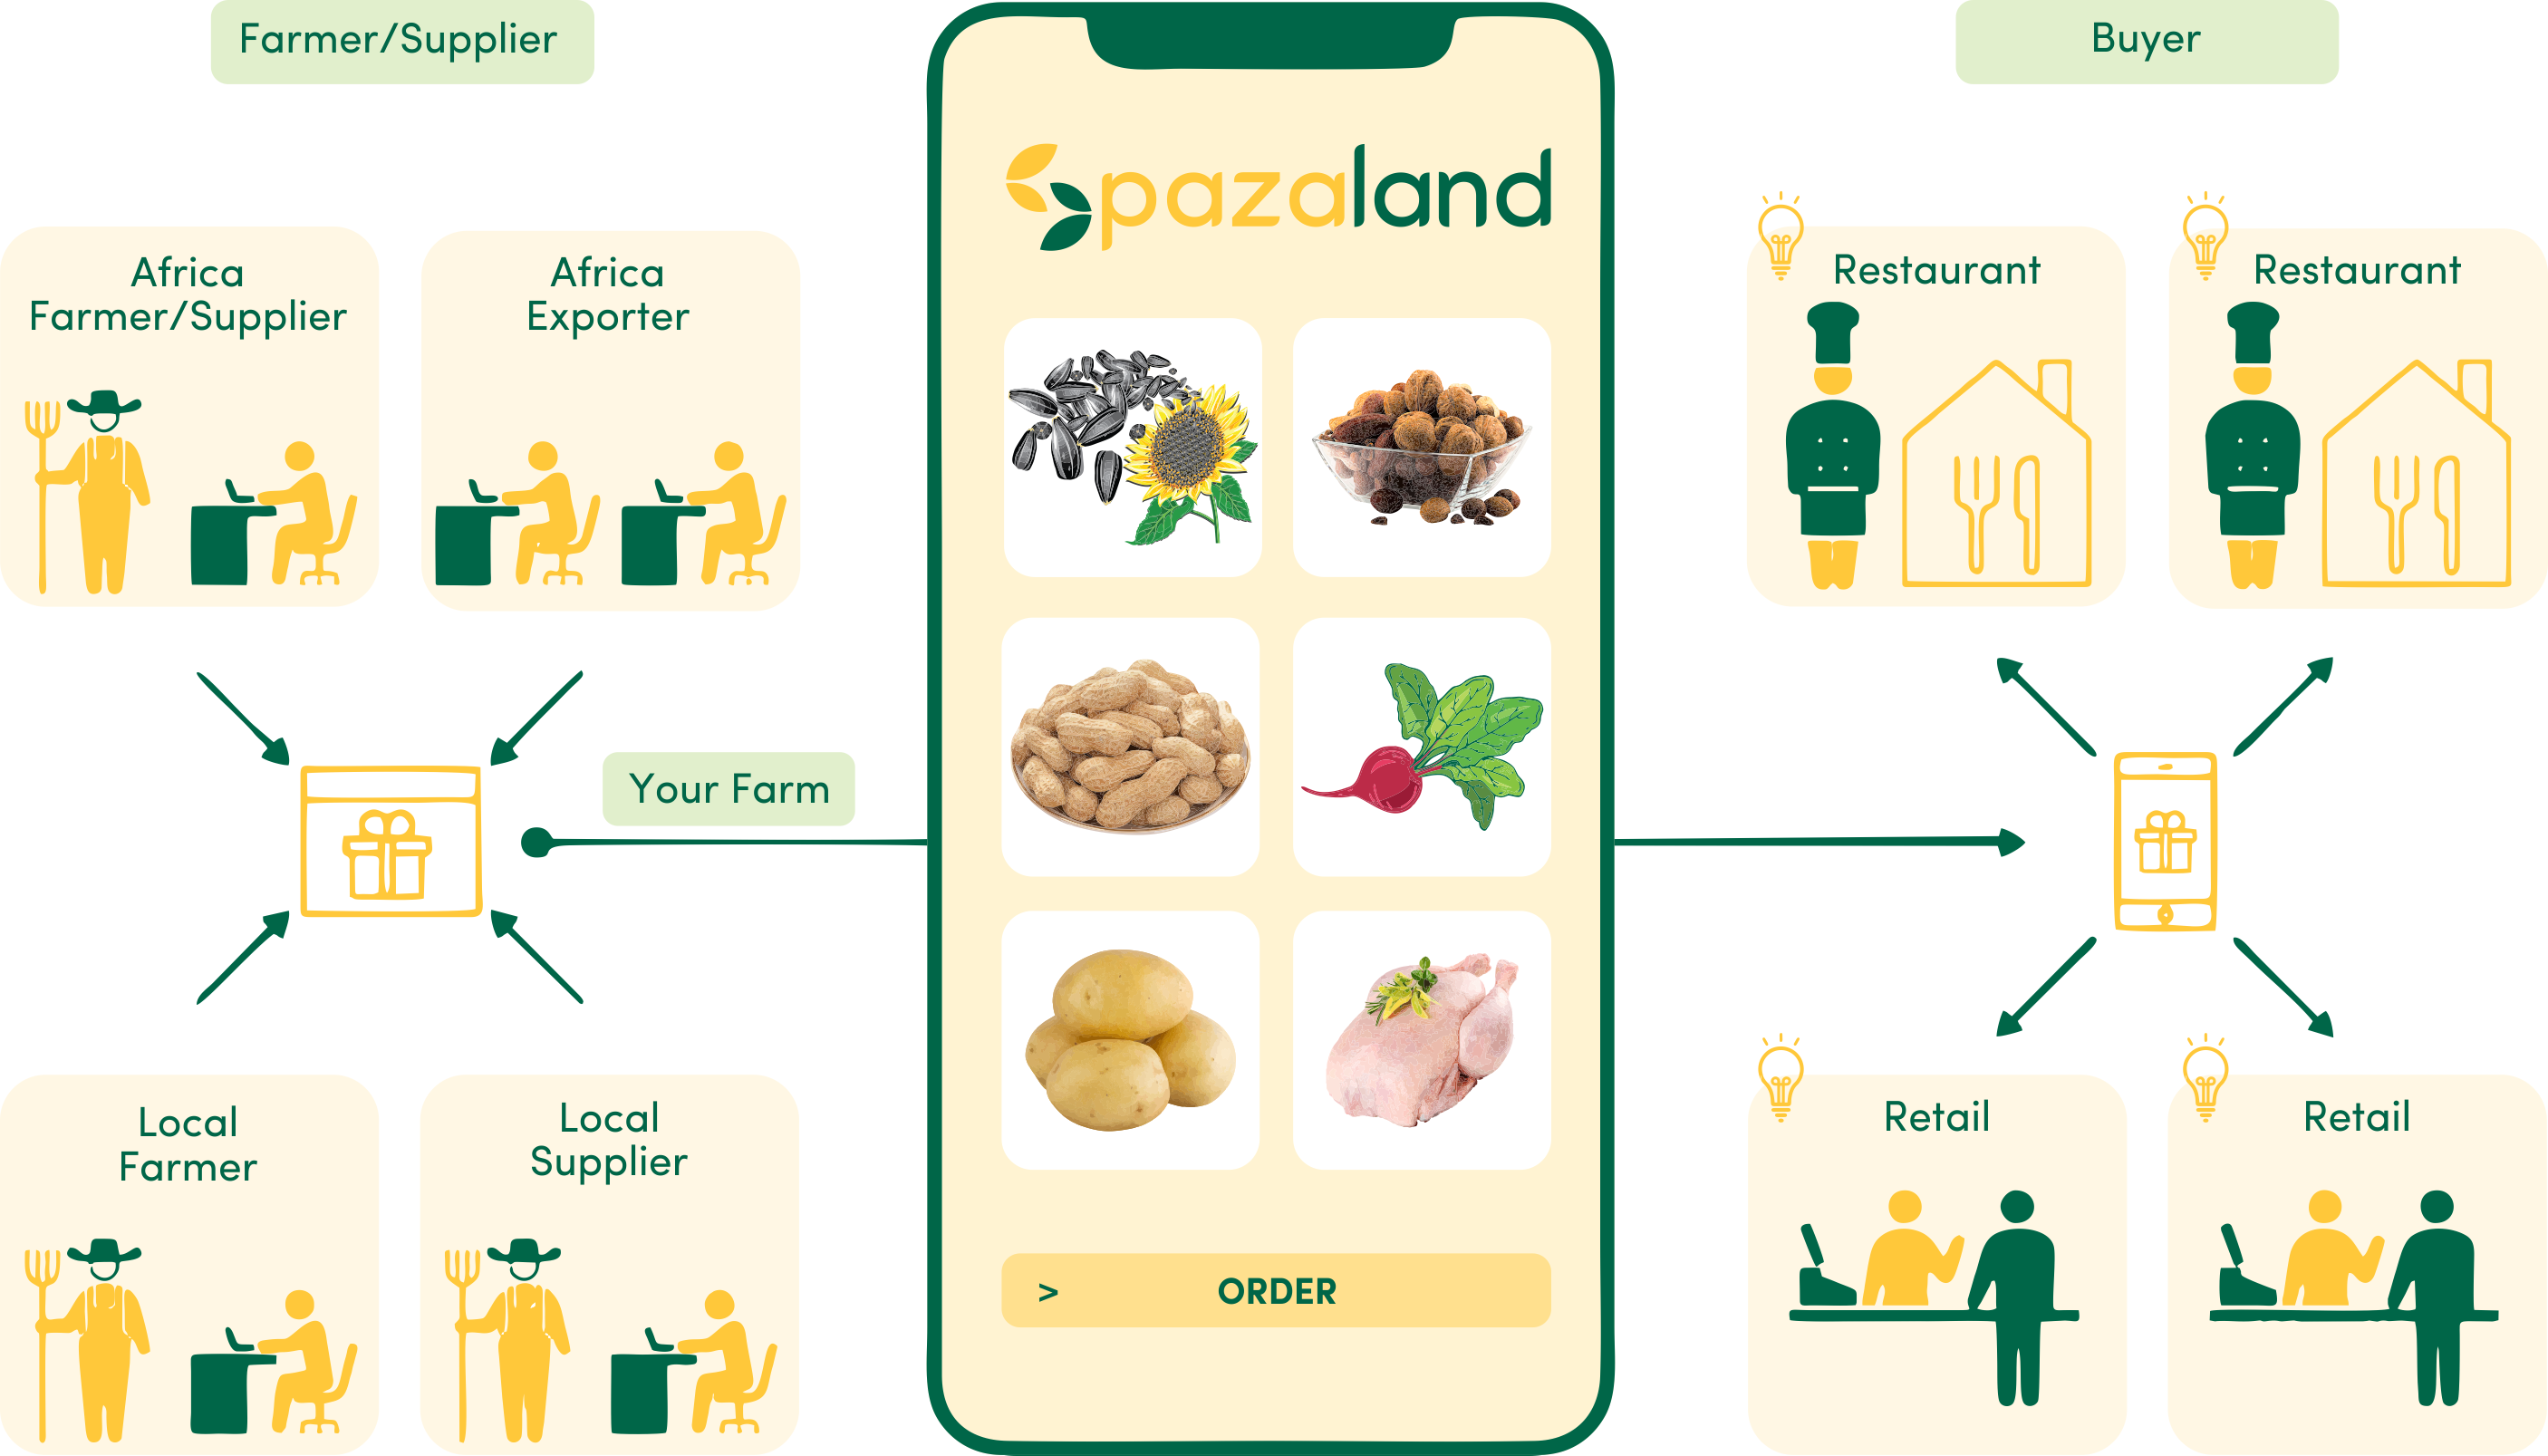 Farmer/Supplier
Africa
Farmer/Supplier
Africa
Exporter
Your Farm
Local
Farmer
Local
Supplier
pazaland
> ORDER
Buyer
Restaurant
Restaurant
Retail
Retail